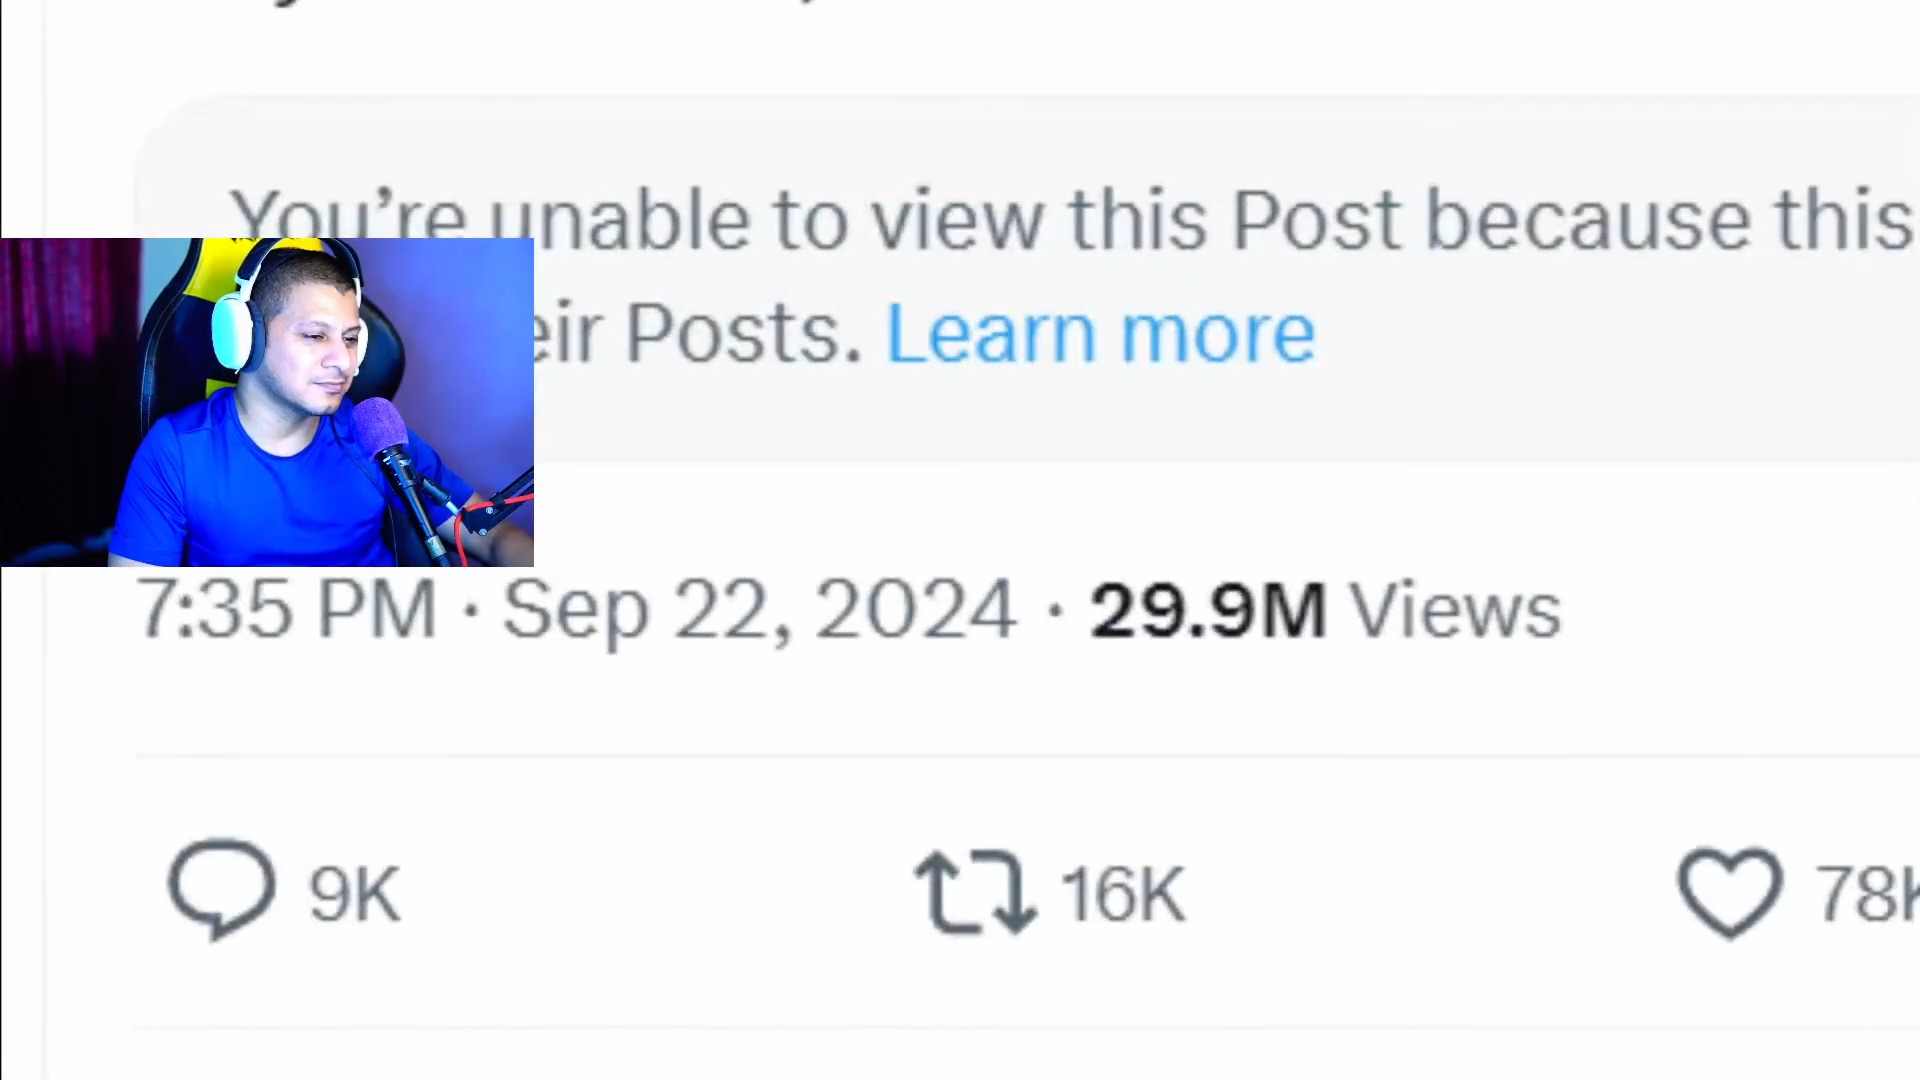 You're unable to view this Post because this
eir Posts. Learn more
7:35 PM · Sep 22, 2024 · 29.9M Views
9K 16K 78K